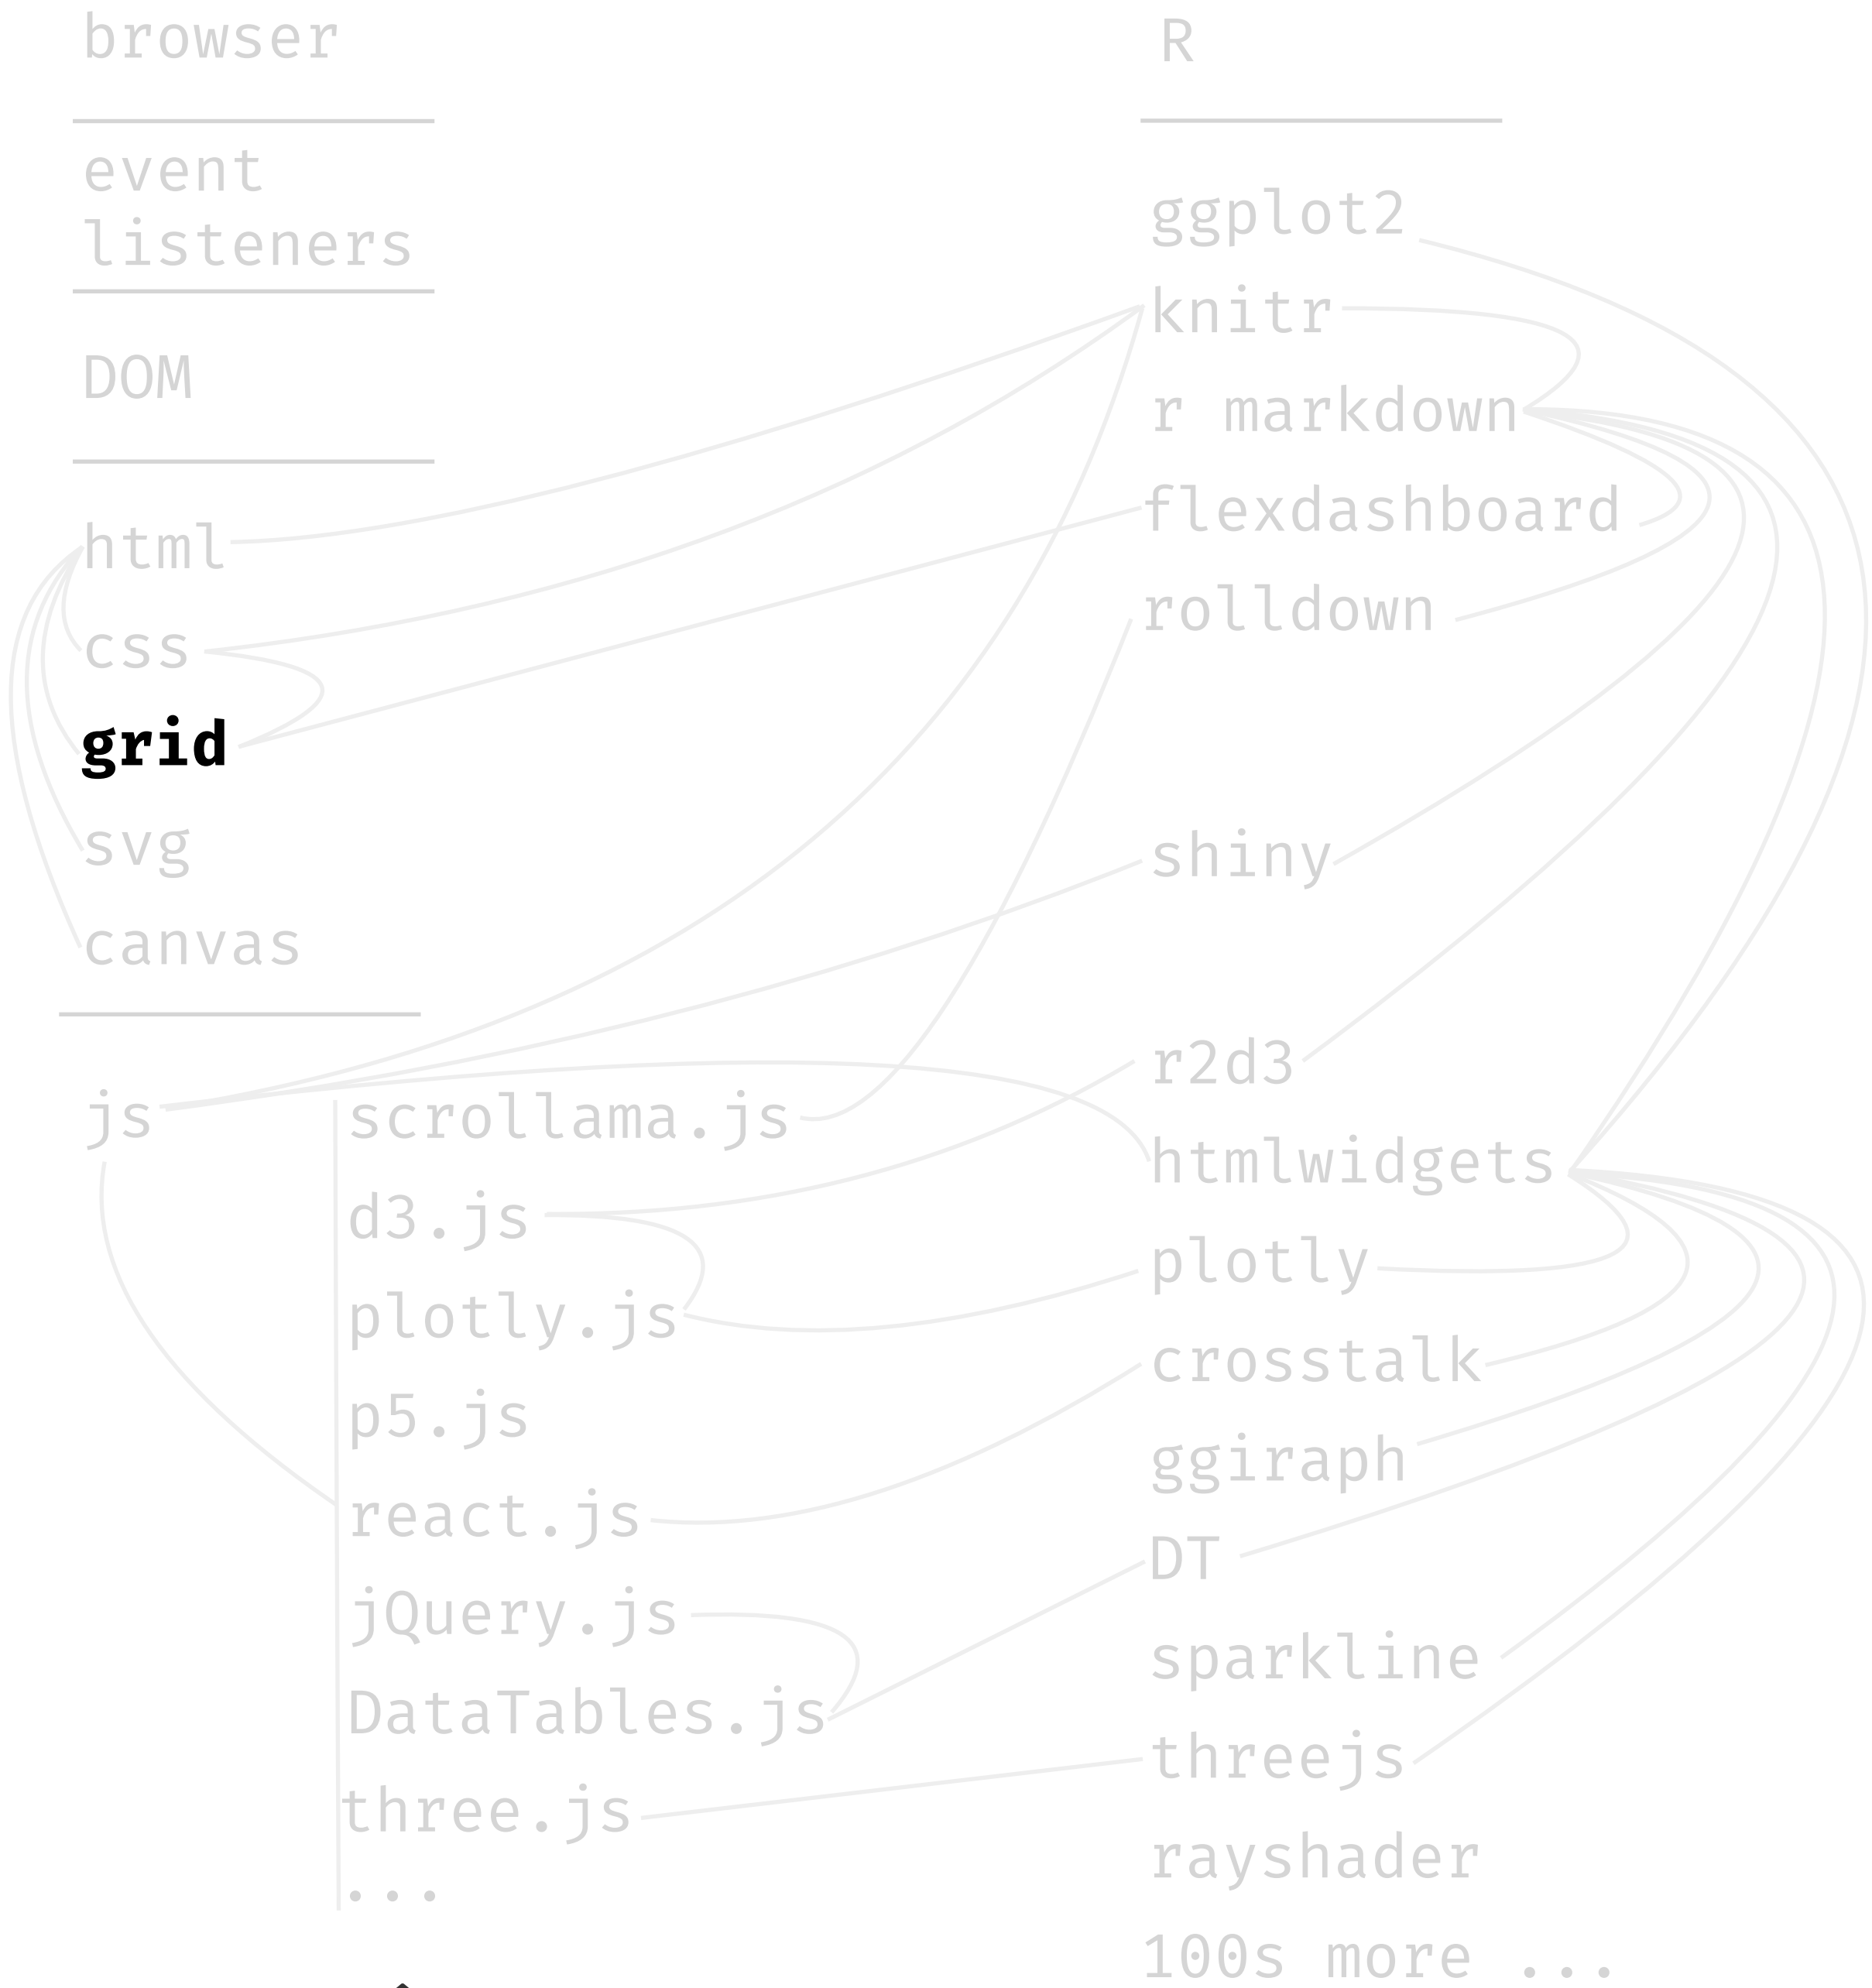 browser
event
listeners
DOM
html
css
grid
svg
canvas
js
scrollama.js
d3.js
plotly.js
p5.js
react.js
jQuery.js
DataTables.js
three.js
...
R
ggplot2
knitr
r markdown
flexdashboard
rolldown
shiny
r2d3
htmlwidgets
plotly
crosstalk
ggiraph
DT
sparkline
threejs
rayshader
100s more ...